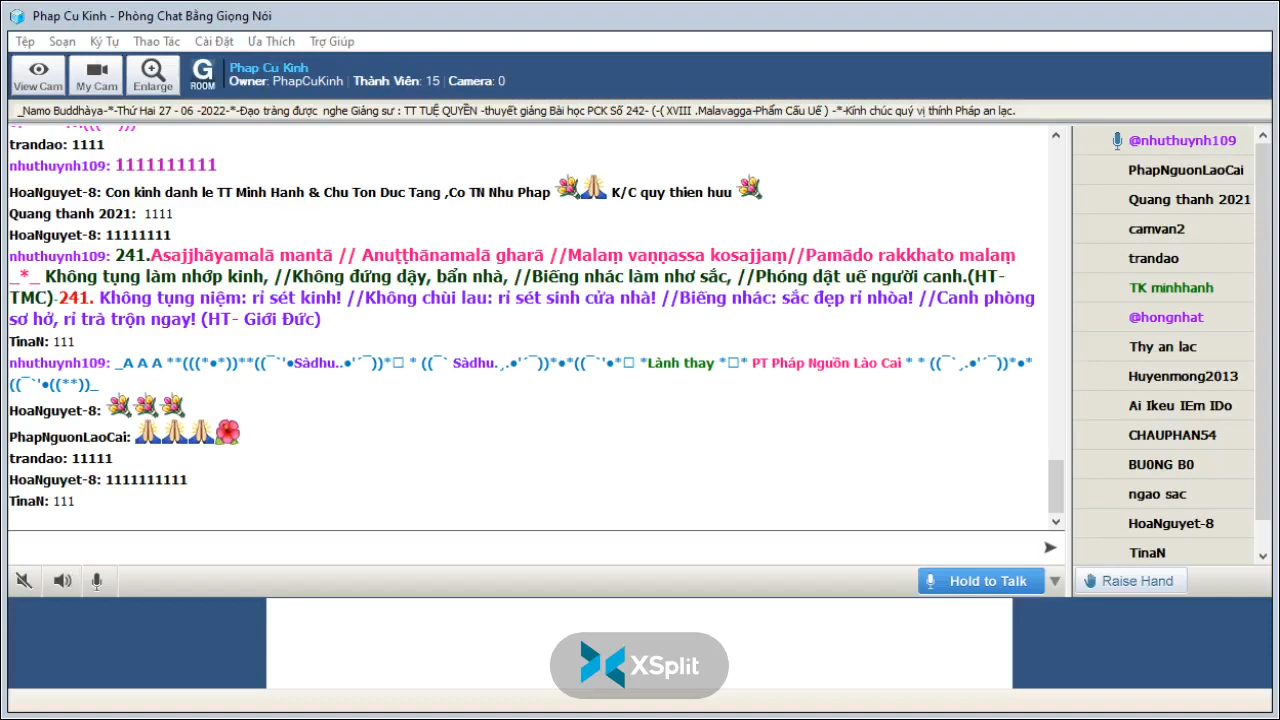 Phap Cu Kinh - Phòng Chat Bằng Giọng Nói
Tệp Soạn Ký Tự Thao Tác Cài Đặt Ưa Thích Trợ Giúp
View Cam My Cam Enlarge G ROOM
Phap Cu Kinh
Owner: PhapCuKinh | Thành Viên: 15 | Camera: 0
_Namo Buddhàya-*-Thứ Hai 27 - 06 -2022-*-Đạo tràng được nghe Giảng sư : TT TUỆ QUYỀN -thuyết giảng Bài học PCK Số 242- (-( XVIII .Malavagga-Phẩm Cấu Uế ) -*-Kính chúc quý vị thính Pháp an lạc.
trandao: 1111
nhuthuynh109: 1111111111
HoaNguyet-8: Con kinh danh le TT Minh Hanh & Chu Ton Duc Tang ,Co TN Nhu Phap 💐🙏 K/C quy thien huu 💐
Quang thanh 2021: 1111
HoaNguyet-8: 11111111
nhuthuynh109: 241.Asajjhāyamalā mantā // Anuṭṭhānamalā gharā //Malaṃ vaṇṇassa kosajjaṃ//Pamādo rakkhato malaṃ
_*_ Không tụng làm nhớp kinh, //Không đứng dậy, bẩn nhà, //Biếng nhác làm nhơ sắc, //Phóng dật uế người canh.(HT-
TMC)-241. Không tụng niệm: rỉ sét kinh! //Không chùi lau: rỉ sét sinh cửa nhà! //Biếng nhác: sắc đẹp rỉ nhòa! //Canh phòng
sơ hở, rỉ trà trộn ngay! (HT- Giới Đức)
TinaN: 111
nhuthuynh109: _A A A **(((*●*))**((¯`'●Sàdhu..●'´¯))*□ * ((¯` Sàdhu.¸.●'´¯))*●*((¯`'●*□ *Lành thay *□* PT Pháp Nguồn Lào Cai * * ((¯`¸.●'´¯))*●*
((¯`'●((**))_
HoaNguyet-8: 💐💐💐
PhapNguonLaoCai: 🙏🙏🙏🌺
trandao: 11111
HoaNguyet-8: 1111111111
TinaN: 111
@nhuthuynh109
PhapNguonLaoCai
Quang thanh 2021
camvan2
trandao
TK minhhanh
@hongnhat
Thy an lac
Huyenmong2013
Ai Ikeu IEm IDo
CHAUPHAN54
BU0NG B0
ngao sac
HoaNguyet-8
TinaN
Hold to Talk
Raise Hand
XSplit